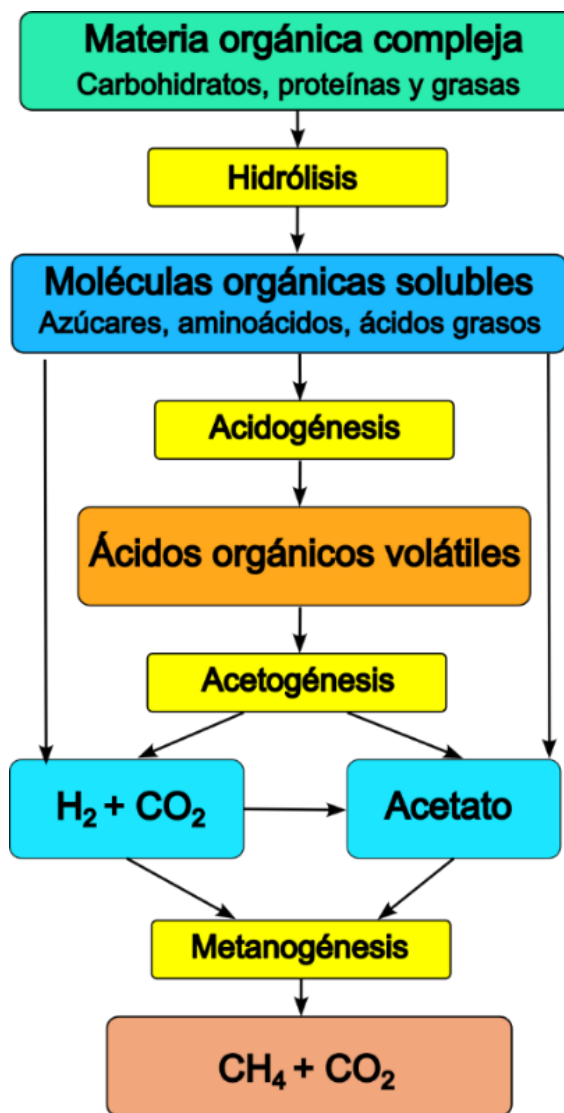 Materia orgánica compleja
Carbohidratos, proteínas y grasas
Hidrólisis
Moléculas orgánicas solubles
Azúcares, aminoácidos, ácidos grasos
Acidogénesis
Ácidos orgánicos volátiles
Acetogénesis
H₂ + CO₂
Acetato
Metanogénesis
CH₄ + CO₂